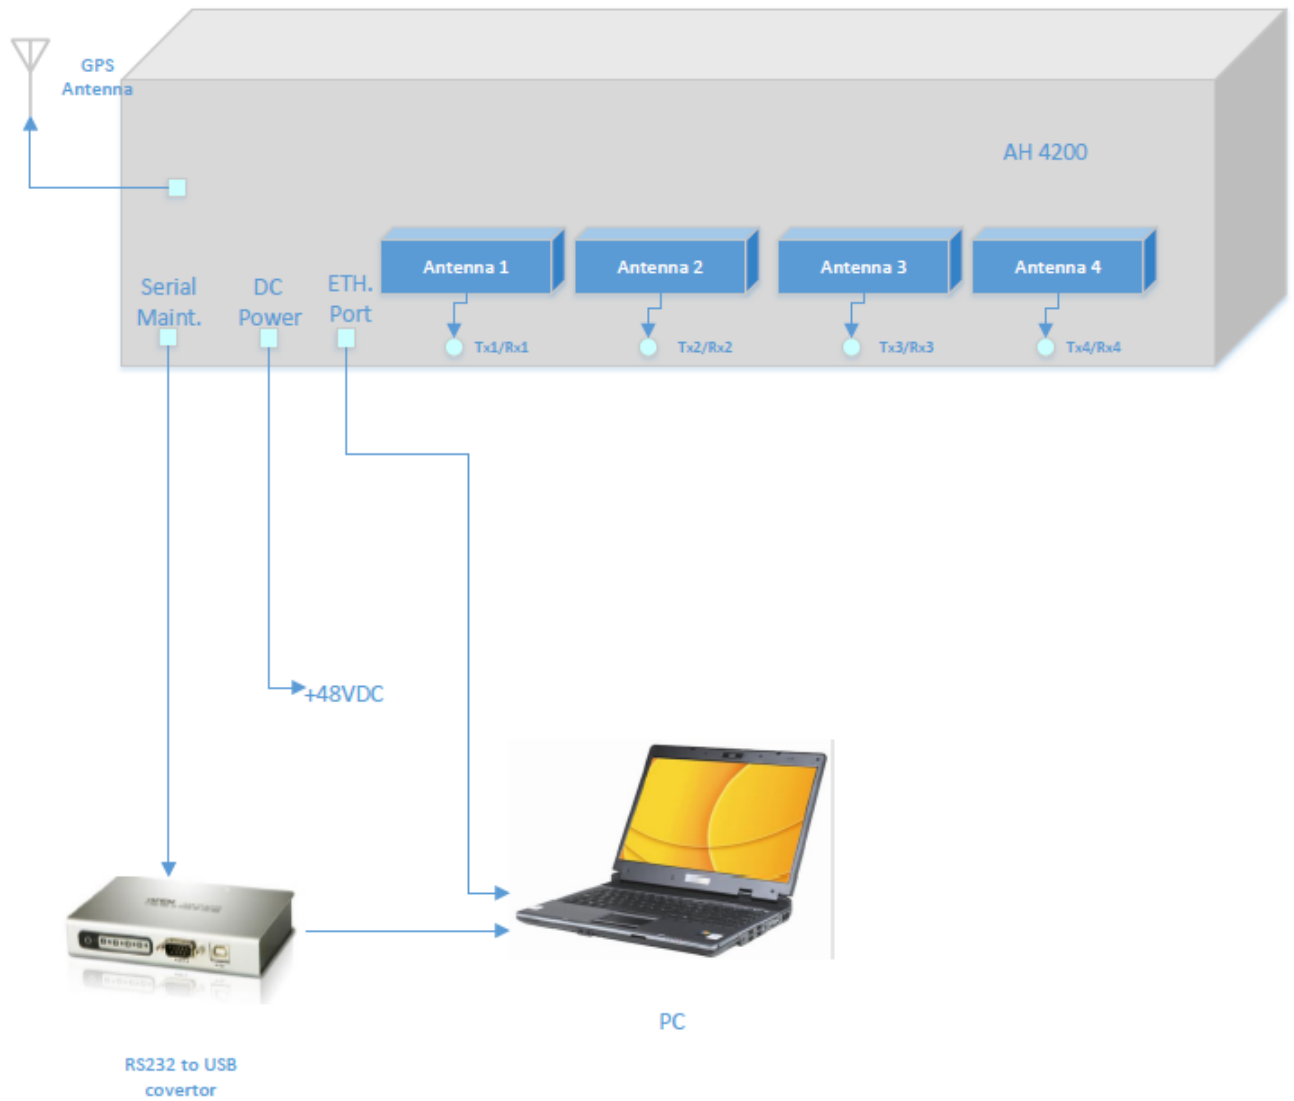 GPS
Antenna
AH 4200
Antenna 1
Antenna 2
Antenna 3
Antenna 4
Serial
Maint.
DC
Power
ETH.
Port
Tx1/Rx1
Tx2/Rx2
Tx3/Rx3
Tx4/Rx4
+48VDC
PC
RS232 to USB
covertor